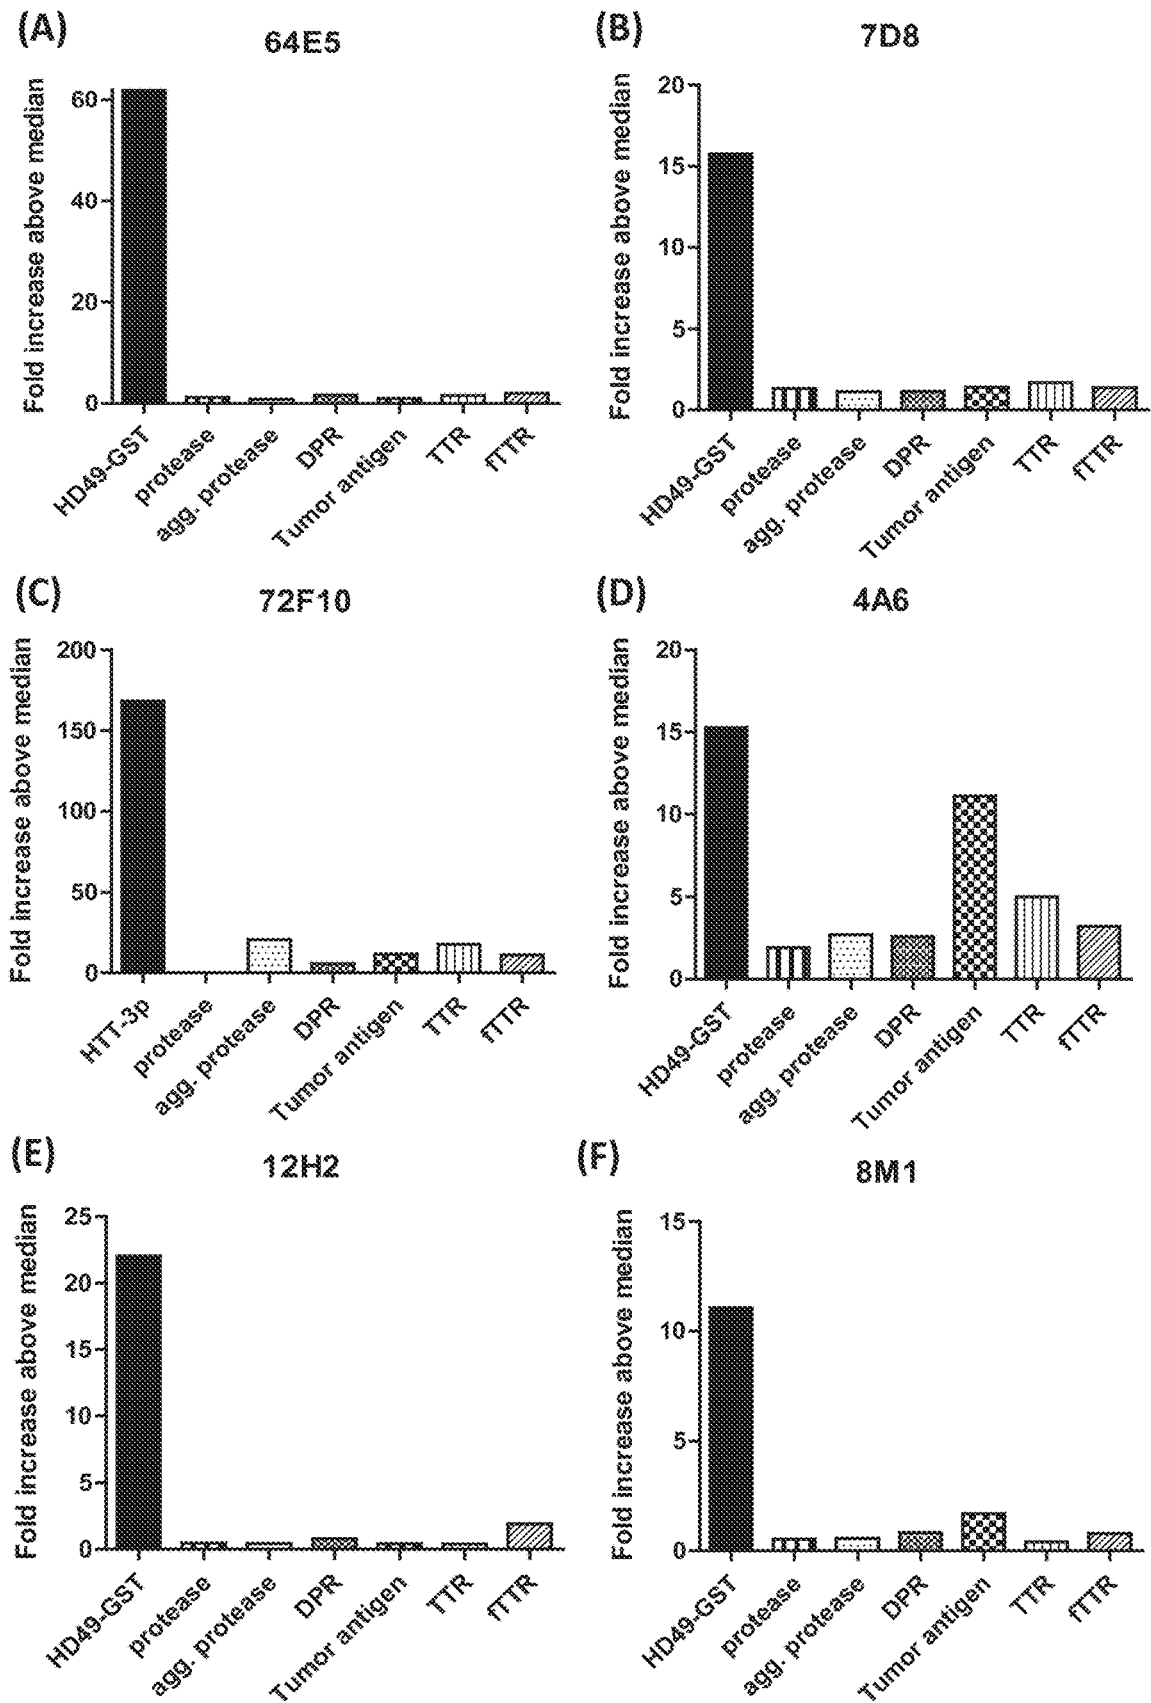 (A)
64E5
Fold increase above median
60
40
20
0
HD49-GST
protease
agg. protease
DPR
Tumor antigen
TTR
fTTR
(B)
7D8
Fold increase above median
20
15
10
5
0
HD49-GST
protease
agg. protease
DPR
Tumor antigen
TTR
fTTR
(C)
72F10
Fold increase above median
200
150
100
50
0
HTT-3p
protease
agg. protease
DPR
Tumor antigen
TTR
fTTR
(D)
4A6
Fold increase above median
20
15
10
5
0
HD49-GST
protease
agg. protease
DPR
Tumor antigen
TTR
fTTR
(E)
12H2
Fold increase above median
25
20
15
10
5
0
HD49-GST
protease
agg. protease
DPR
Tumor antigen
TTR
fTTR
(F)
8M1
Fold increase above median
15
10
5
0
HD49-GST
protease
agg. protease
DPR
Tumor antigen
TTR
fTTR